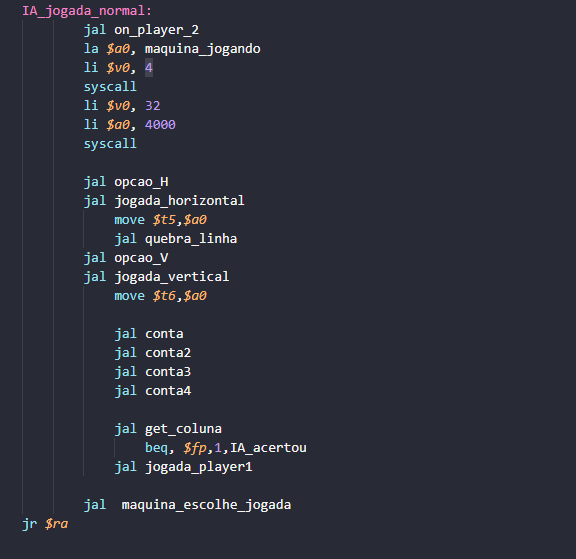 IA_jogada_normal:
jal on_player_2
la $a0, maquina_jogando
li $v0, 4
syscall
li $v0, 32
li $a0, 4000
syscall
jal opcao_H
jal jogada_horizontal
move $t5,$a0
jal quebra_linha
jal opcao_V
jal jogada_vertical
move $t6,$a0
jal conta
jal conta2
jal conta3
jal conta4
jal get_coluna
beq, $fp,1,IA_acertou
jal jogada_player1
jal  maquina_escolhe_jogada
jr $ra